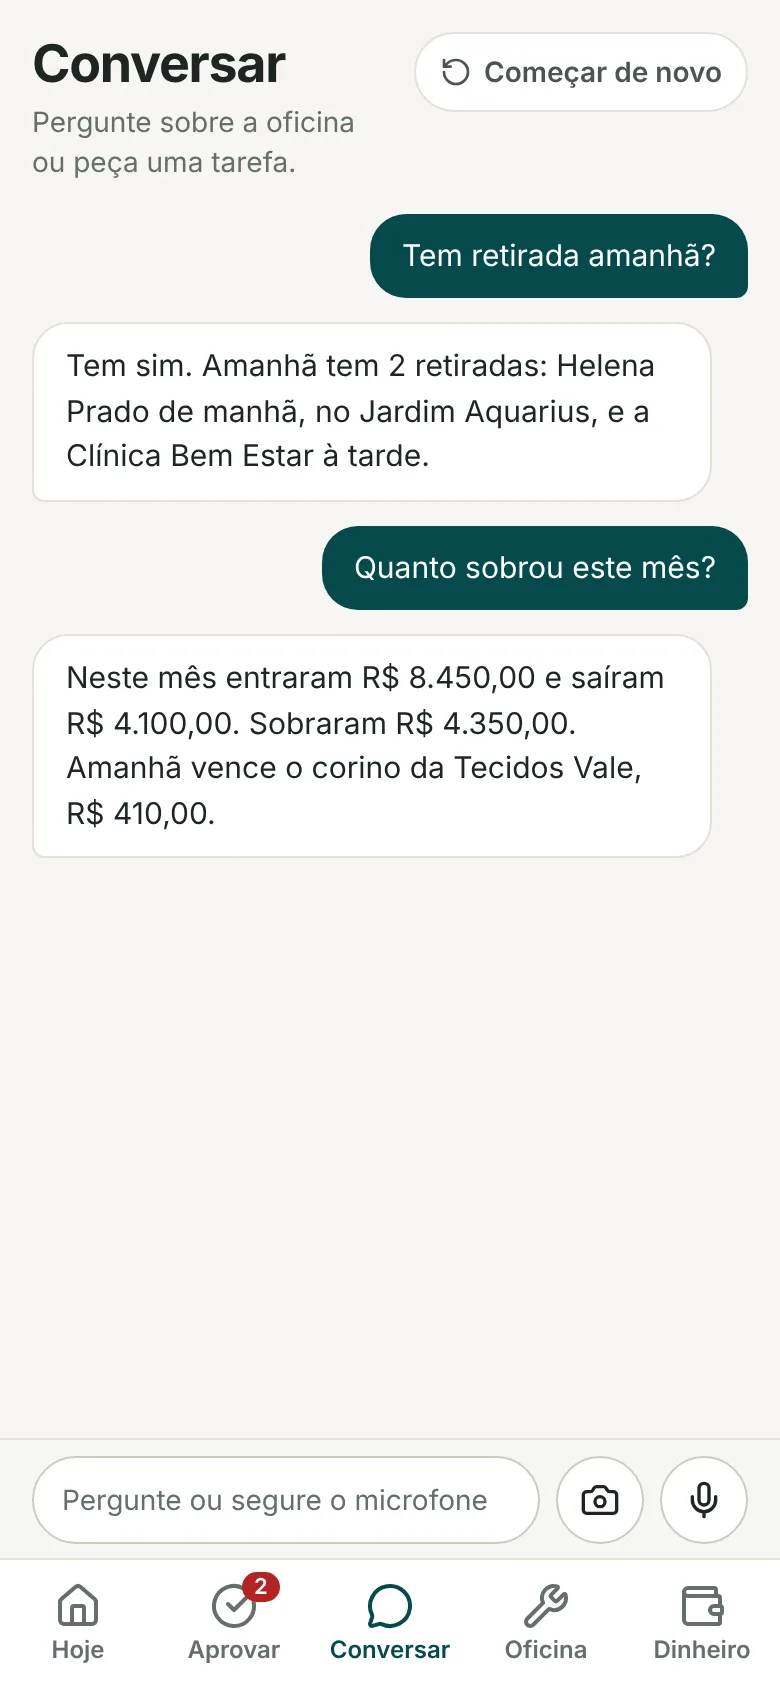 Conversar
Começar de novo
Pergunte sobre a oficina
ou peça uma tarefa.
Tem retirada amanhã?
Tem sim. Amanhã tem 2 retiradas: Helena
Prado de manhã, no Jardim Aquarius, e a
Clínica Bem Estar à tarde.
Quanto sobrou este mês?
Neste mês entraram R$ 8.450,00 e saíram
R$ 4.100,00. Sobraram R$ 4.350,00.
Amanhã vence o corino da Tecidos Vale,
R$ 410,00.
Pergunte ou segure o microfone
2
Hoje
Aprovar
Conversar
Oficina
Dinheiro